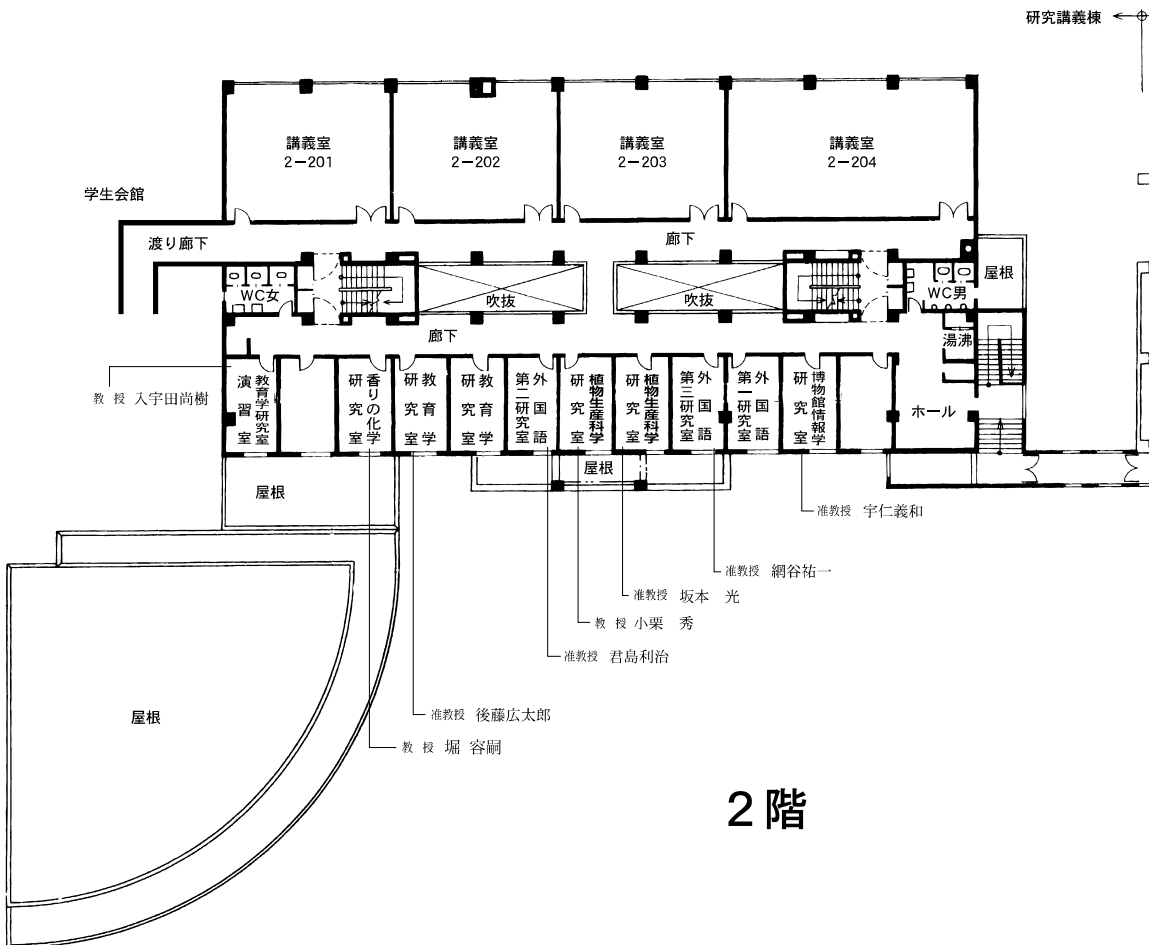 研究講義棟
講義室
2-201
講義室
2-202
講義室
2-203
講義室
2-204
学生会館
渡り廊下
廊下
WC女
吹抜
吹抜
WC男
屋根
廊下
湯沸
教育学研究室
演習室
香りの化学
研究室
教育学
研究室
教育学
研究室
外国語
第二研究室
植物生産科学
研究室
植物生産科学
研究室
外国語
第三研究室
外国語
第一研究室
博物館情報学
研究室
ホール
教 授 入宇田尚樹
屋根
屋根
准教授 宇仁義和
准教授 網谷祐一
准教授 坂本 光
教 授 小栗 秀
准教授 君島利治
准教授 後藤広太郎
教 授 堀 容嗣
屋根
2階